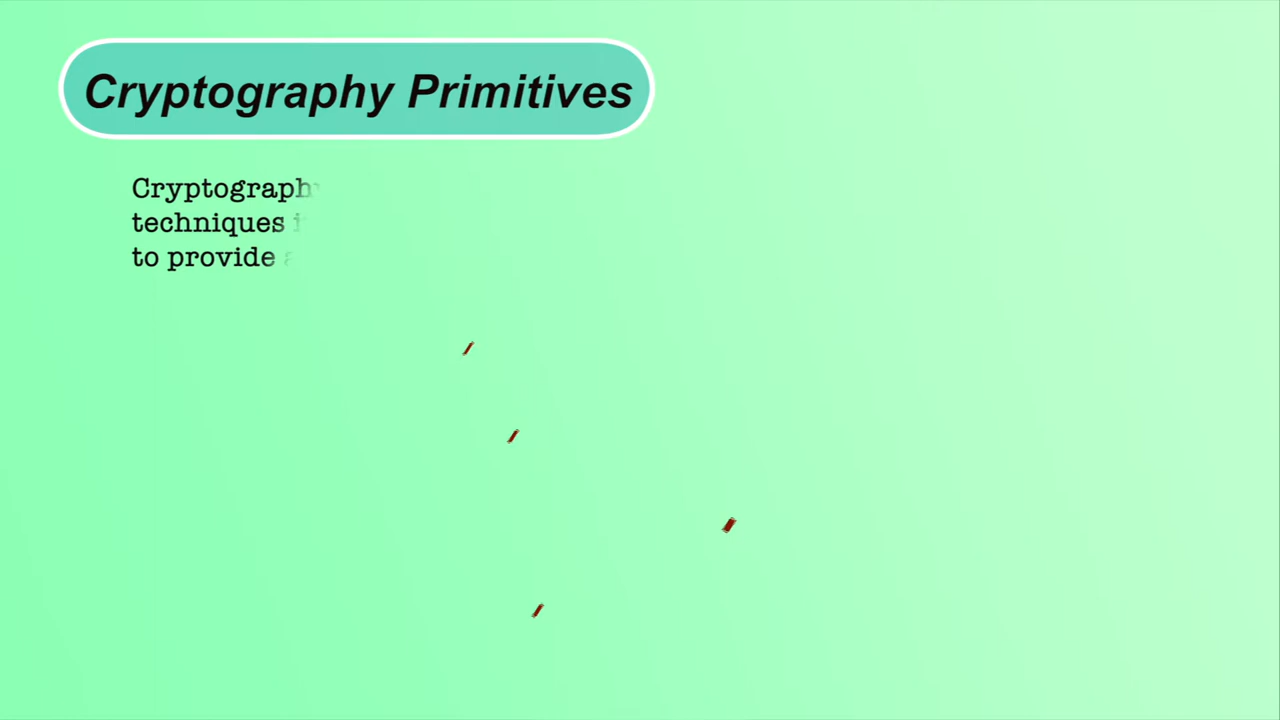 Cryptography Primitives
Cryptograph
techniques
to provide